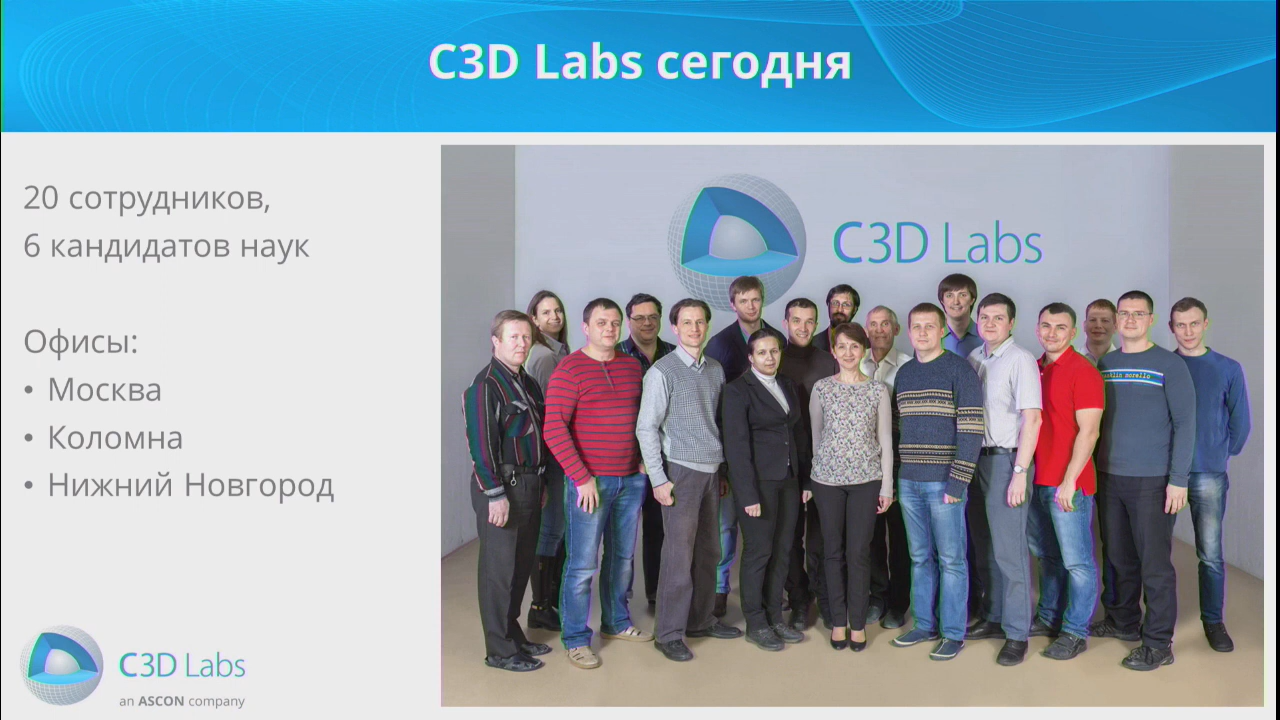 C3D Labs сегодня
20 сотрудников,
6 кандидатов наук
Офисы:
• Москва
• Коломна
• Нижний Новгород
C3D Labs
an ASCON company
C3D Labs